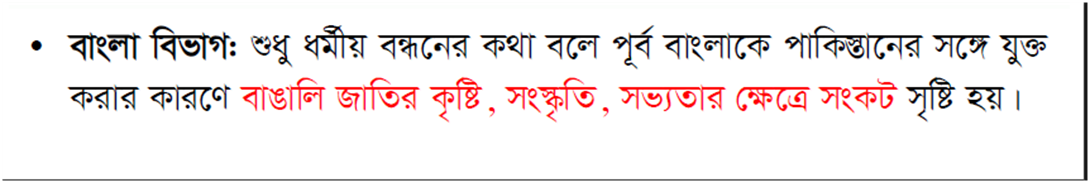 • বাংলা বিভাগ: শুধু ধর্মীয় বন্ধনের কথা বলে পূর্ব বাংলাকে পাকিস্তানের সঙ্গে যুক্ত
করার কারণে বাঙালি জাতির কৃষ্টি, সংস্কৃতি, সভ্যতার ক্ষেত্রে সংকট সৃষ্টি হয়।